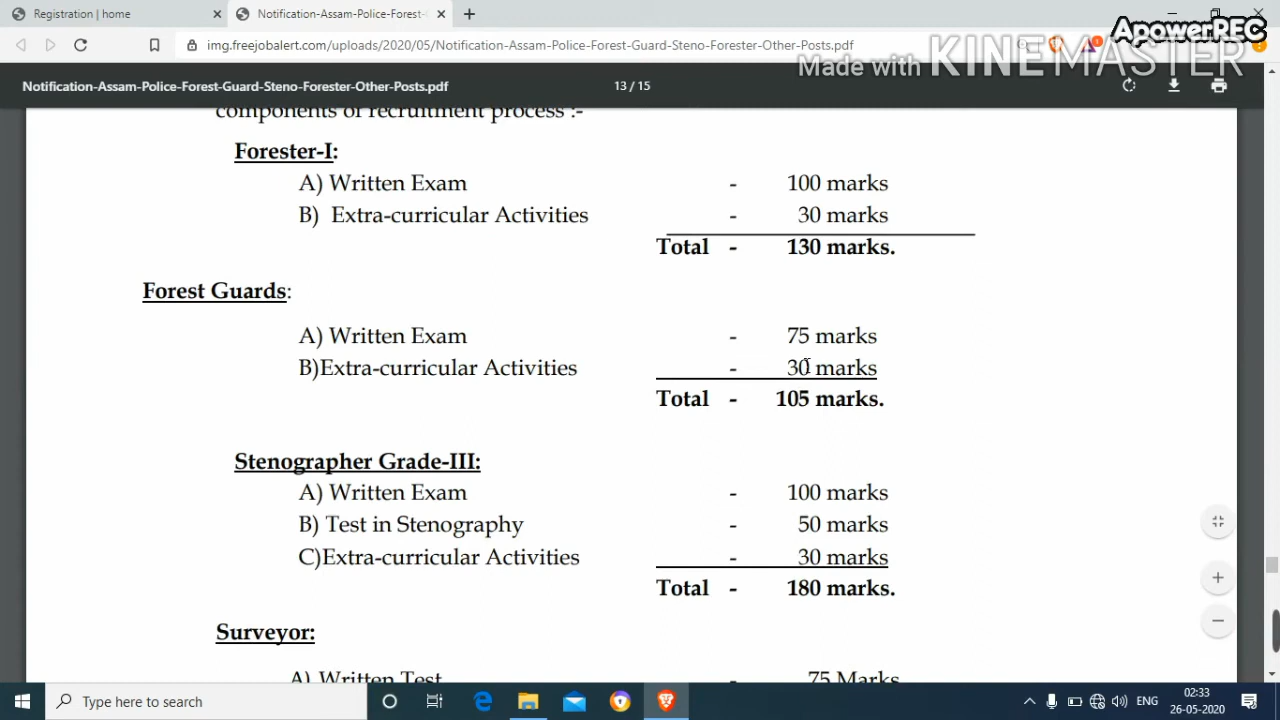 Registration | home
Notification-Assam-Police-Forest-
img.freejobalert.com/uploads/2020/05/Notification-Assam-Police-Forest-Guard-Steno-Forester-Other-Posts.pdf
ApowerREC
Made with KINEMASTER
Notification-Assam-Police-Forest-Guard-Steno-Forester-Other-Posts.pdf 13 / 15
components of recruitment process :-
Forester-I:
A) Written Exam - 100 marks
B) Extra-curricular Activities - 30 marks
Total - 130 marks.
Forest Guards:
A) Written Exam - 75 marks
B)Extra-curricular Activities - 30 marks
Total - 105 marks.
Stenographer Grade-III:
A) Written Exam - 100 marks
B) Test in Stenography - 50 marks
C)Extra-curricular Activities - 30 marks
Total - 180 marks.
Surveyor:
A) Written Test - 75 Marks
Type here to search
ENG
02:33
26-05-2020